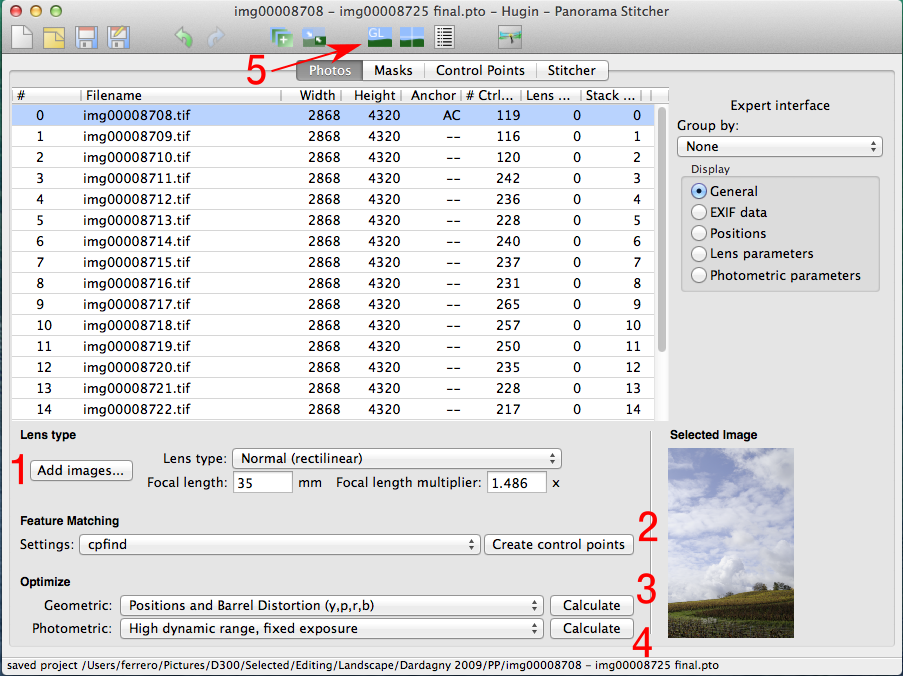 img00008708 – img00008725 final.pto – Hugin – Panorama Stitcher
GL
5
Photos Masks Control Points Stitcher
# Filename Width Height Anchor # Ctrl... Lens ... Stack ...
0 img00008708.tif 2868 4320 AC 119 0 0
1 img00008709.tif 2868 4320 -- 116 0 1
2 img00008710.tif 2868 4320 -- 120 0 2
3 img00008711.tif 2868 4320 -- 242 0 3
4 img00008712.tif 2868 4320 -- 236 0 4
5 img00008713.tif 2868 4320 -- 228 0 5
6 img00008714.tif 2868 4320 -- 240 0 6
7 img00008715.tif 2868 4320 -- 237 0 7
8 img00008716.tif 2868 4320 -- 231 0 8
9 img00008717.tif 2868 4320 -- 265 0 9
10 img00008718.tif 2868 4320 -- 257 0 10
11 img00008719.tif 2868 4320 -- 250 0 11
12 img00008720.tif 2868 4320 -- 235 0 12
13 img00008721.tif 2868 4320 -- 228 0 13
14 img00008722.tif 2868 4320 -- 217 0 14
Expert interface
Group by:
None
Display
General
EXIF data
Positions
Lens parameters
Photometric parameters
Lens type
1 Add images...
Lens type: Normal (rectilinear)
Focal length: 35 mm Focal length multiplier: 1.486 x
Selected Image
Feature Matching
Settings: cpfind Create control points 2
Optimize
Geometric: Positions and Barrel Distortion (y,p,r,b) Calculate 3
Photometric: High dynamic range, fixed exposure Calculate 4
saved project /Users/ferrero/Pictures/D300/Selected/Editing/Landscape/Dardagny 2009/PP/img00008708 – img00008725 final.pto